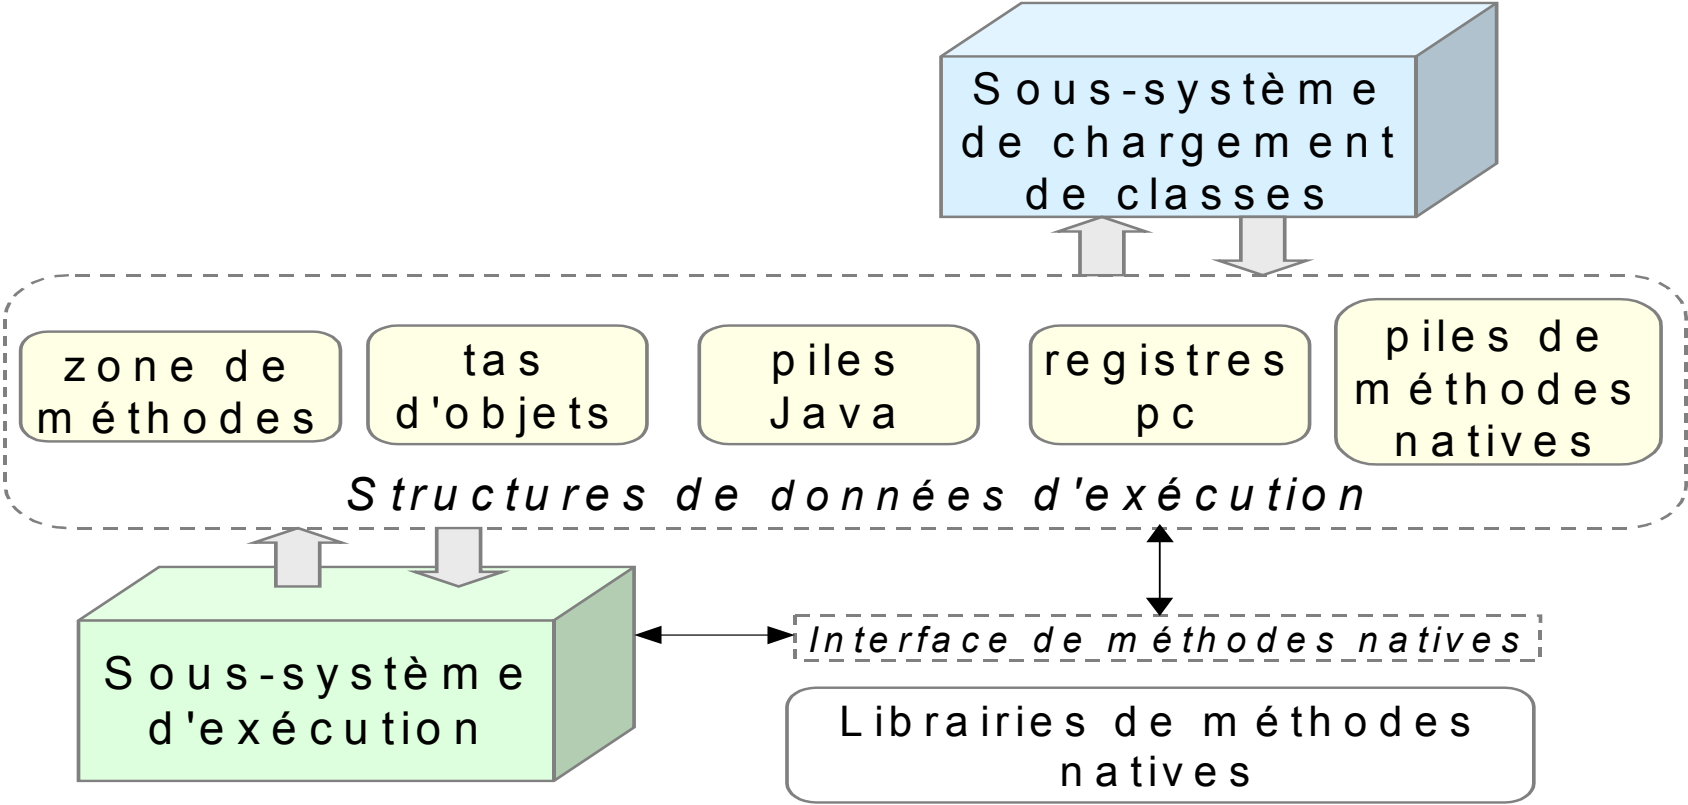 Sous-système
de chargement
de classes
zone de
méthodes
tas
d'objets
piles
Java
registres
pc
piles de
méthodes
natives
Structures de données d'exécution
Interface de méthodes natives
Sous-système
d'exécution
Librairies de méthodes
natives